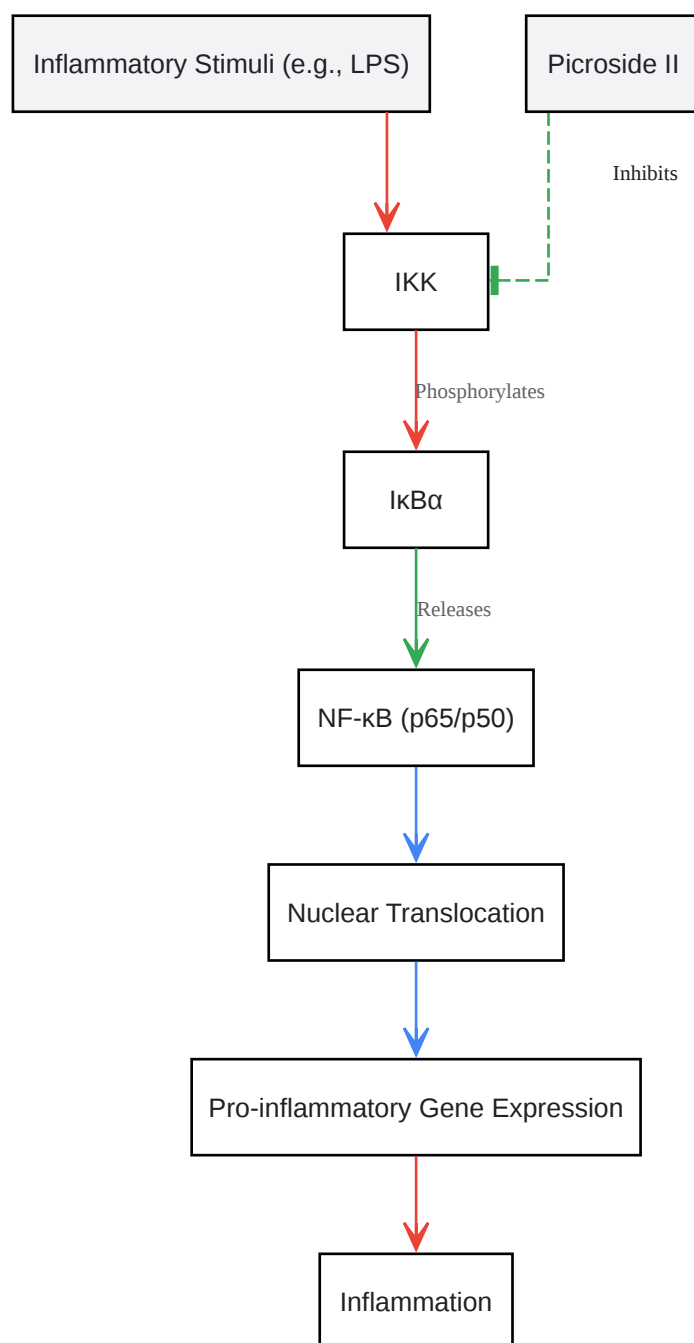 Inflammatory Stimuli (e.g., LPS)
Picroside II
Inhibits
IKK
Phosphorylates
IκBα
Releases
NF-κB (p65/p50)
Nuclear Translocation
Pro-inflammatory Gene Expression
Inflammation